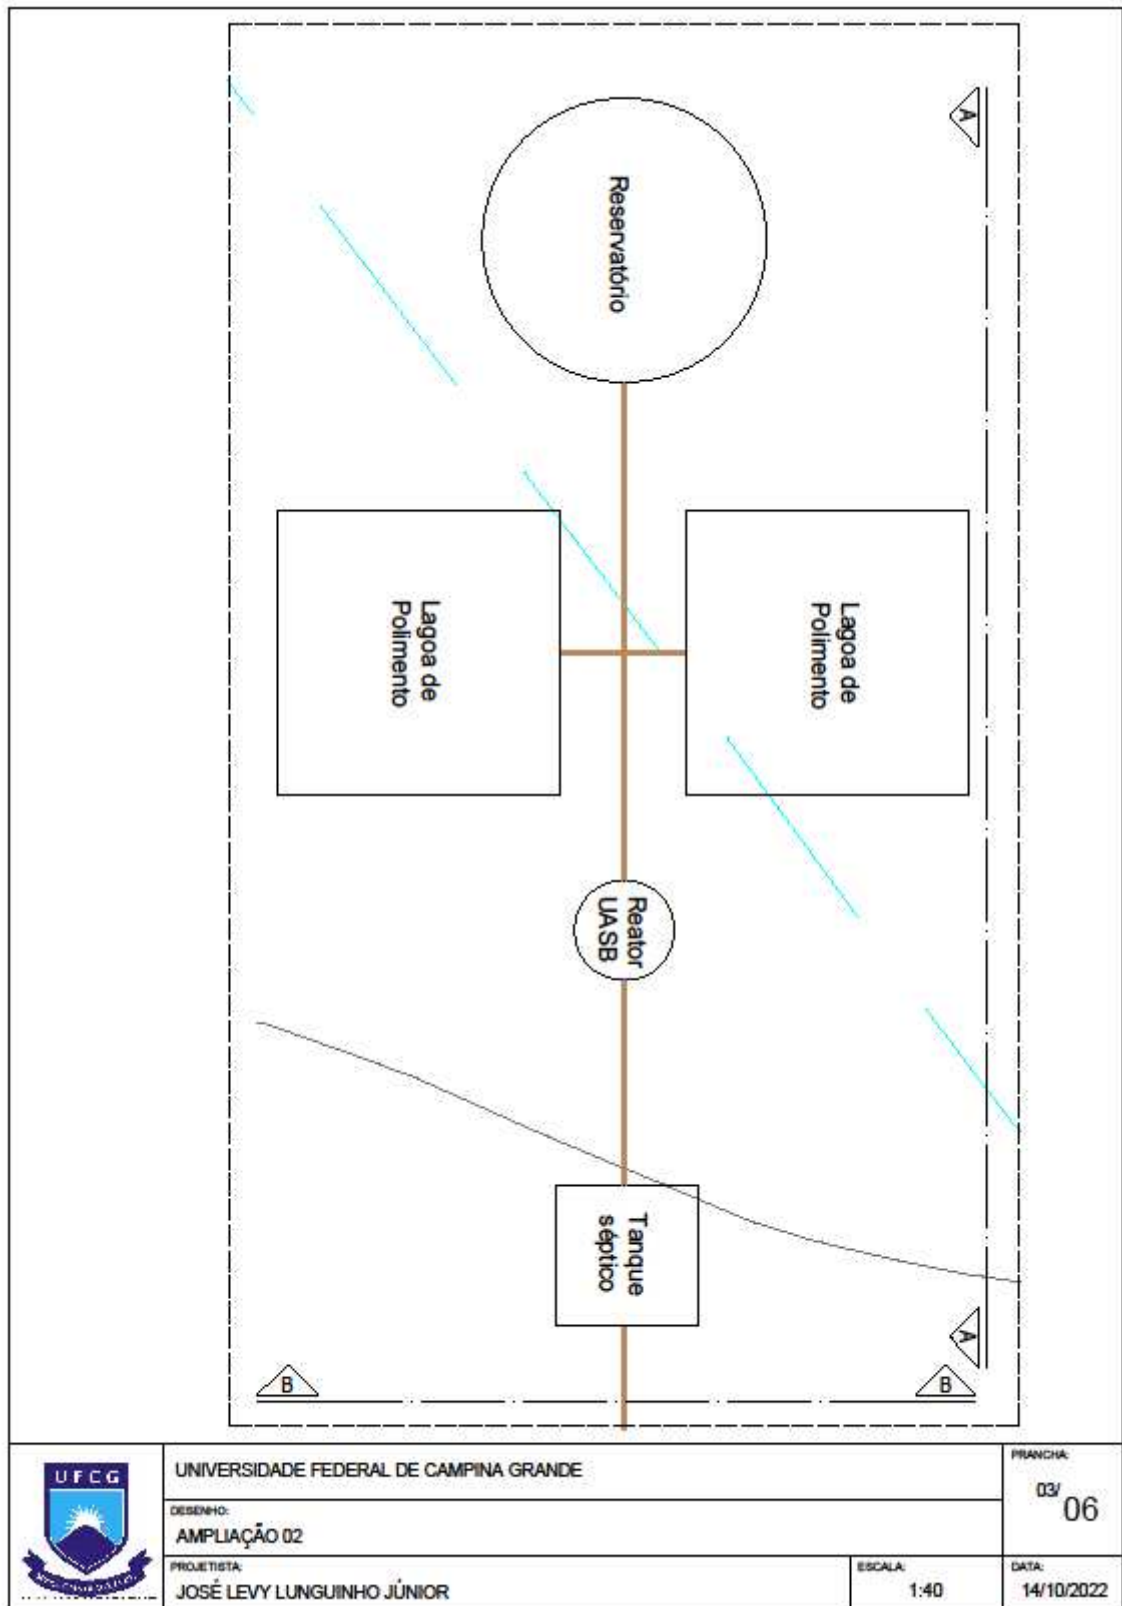 A
Reservatório
Lagoa de
Polimento
Lagoa de
Polimento
Reator
UASB
Tanque
séptico
A
B
B
UFCG
UNIVERSIDADE FEDERAL DE CAMPINA GRANDE
PRANCHA:
03/06
DESENHO:
AMPLIAÇÃO 02
PROJETISTA:
JOSÉ LEVY LUNGUINHO JÚNIOR
ESCALA:
1:40
DATA:
14/10/2022